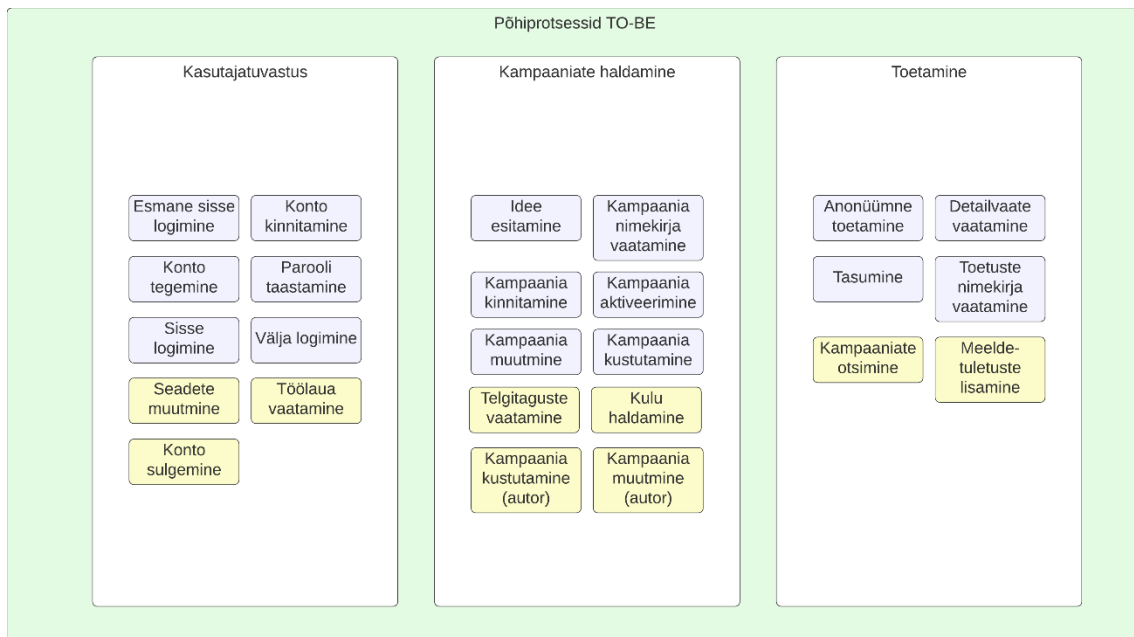 Põhiprotsessid TO-BE
Kasutajatuvastus
Esmane sisse
logimine
Konto
kinnitamine
Konto
tegemine
Parooli
taastamine
Sisse
logimine
Välja logimine
Seadete
muutmine
Töölaua
vaatamine
Konto
sulgemine
Kampaaniate haldamine
Idee
esitamine
Kampaania
nimekirja
vaatamine
Kampaania
kinnitamine
Kampaania
aktiveerimine
Kampaania
muutmine
Kampaania
kustutamine
Telgitaguste
vaatamine
Kulu
haldamine
Kampaania
kustutamine
(autor)
Kampaania
muutmine
(autor)
Toetamine
Anonüümne
toetamine
Detailvaate
vaatamine
Tasumine
Toetuste
nimekirja
vaatamine
Kampaaniate
otsimine
Meelde-
tuletuste
lisamine